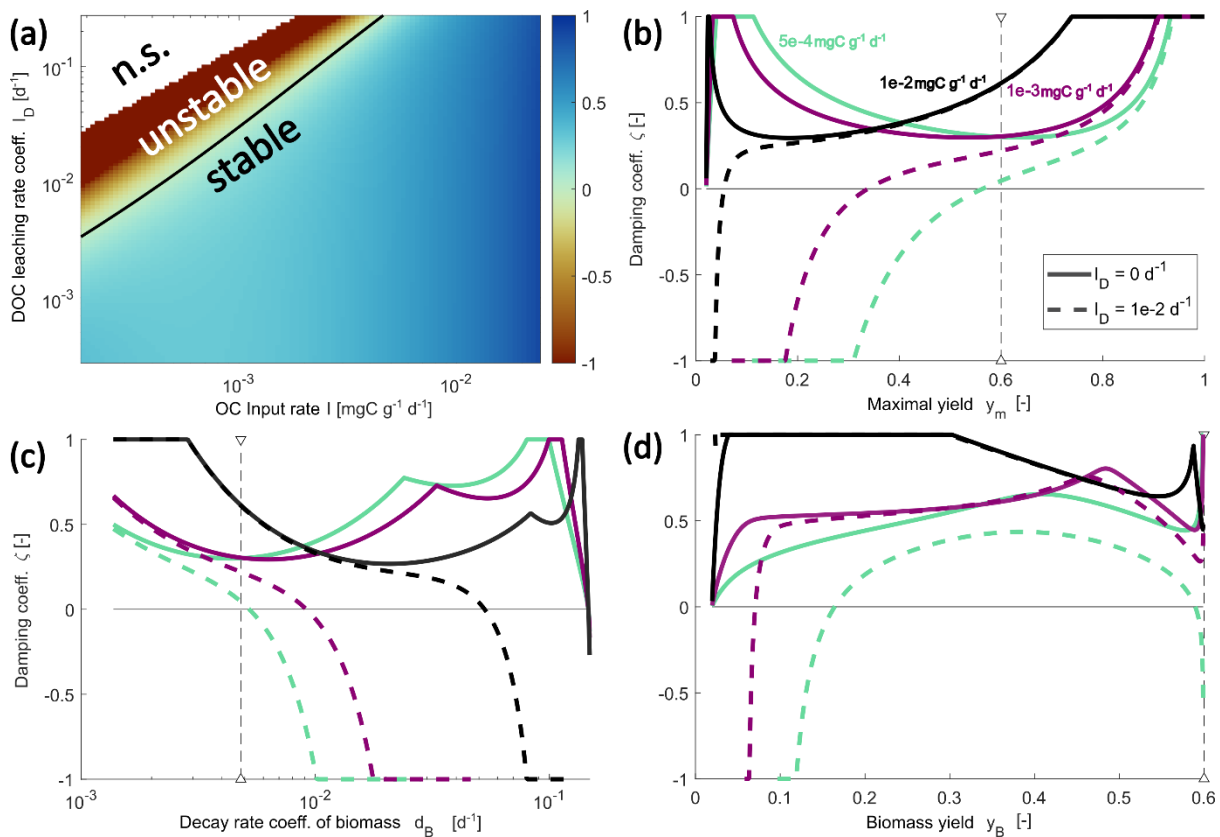 (a)
n.s.
unstable
stable
DOC leaching rate coeff. l_D [d⁻¹]
10⁻¹
10⁻²
10⁻³
10⁻³
10⁻²
OC Input rate I [mgC g⁻¹ d⁻¹]
1
0.5
0
-0.5
-1
(b)
5e-4 mgC g⁻¹ d⁻¹
1e-2 mgC g⁻¹ d⁻¹
1e-3 mgC g⁻¹ d⁻¹
Damping coeff. ζ [-]
1
0.5
0
-0.5
-1
l_D = 0 d⁻¹
l_D = 1e-2 d⁻¹
0
0.2
0.4
0.6
0.8
1
Maximal yield y_m [-]
(c)
Damping coeff. ζ [-]
1
0.5
0
-0.5
-1
10⁻³
10⁻²
10⁻¹
Decay rate coeff. of biomass d_B [d⁻¹]
(d)
1
0.5
0
-0.5
-1
0
0.1
0.2
0.3
0.4
0.5
0.6
Biomass yield y_B [-]